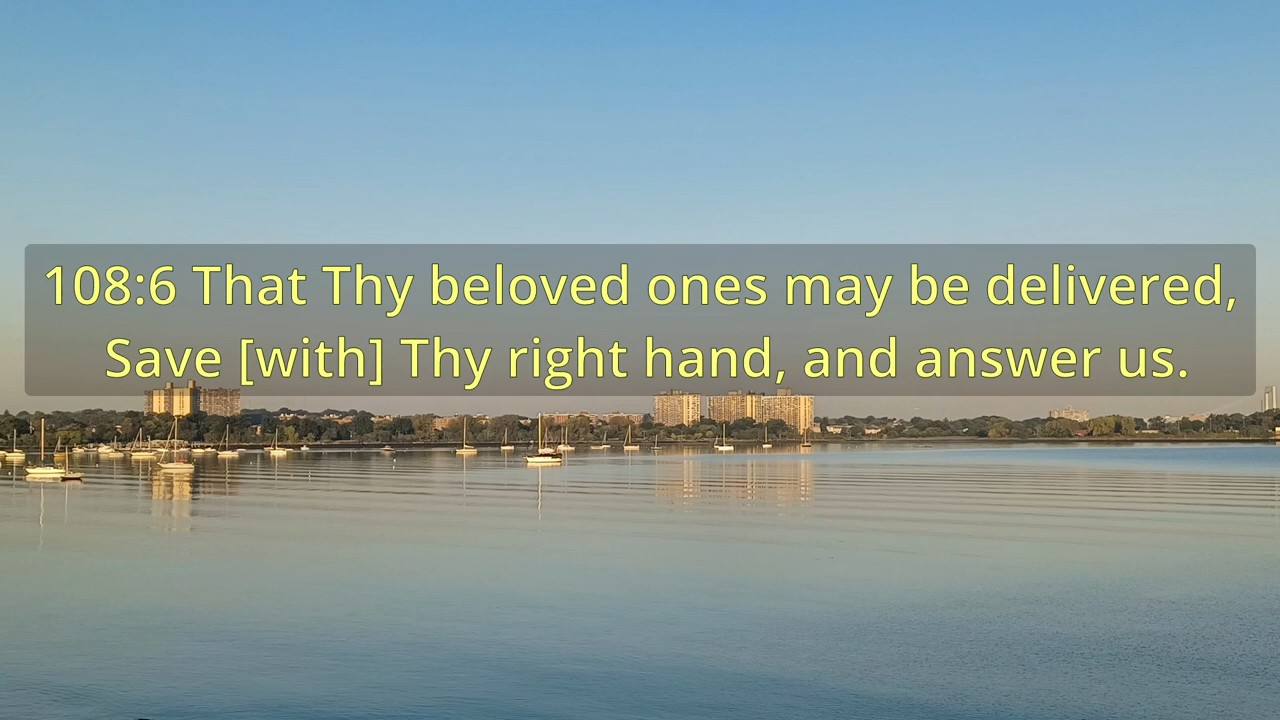 108:6 That Thy beloved ones may be delivered,
Save [with] Thy right hand, and answer us.